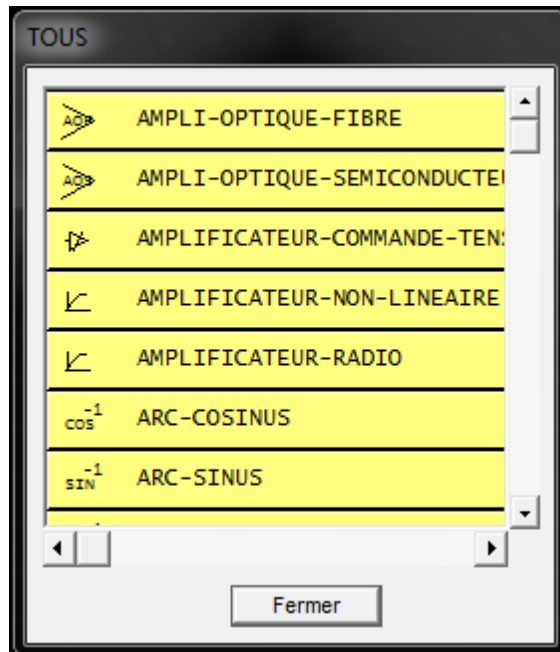 TOUS
AMPLI-OPTIQUE-FIBRE
AMPLI-OPTIQUE-SEMICONDUCTEU
AMPLIFICATEUR-COMMANDE-TENS
AMPLIFICATEUR-NON-LINEAIRE
AMPLIFICATEUR-RADIO
COS-1 ARC-COSINUS
SIN-1 ARC-SINUS
Fermer